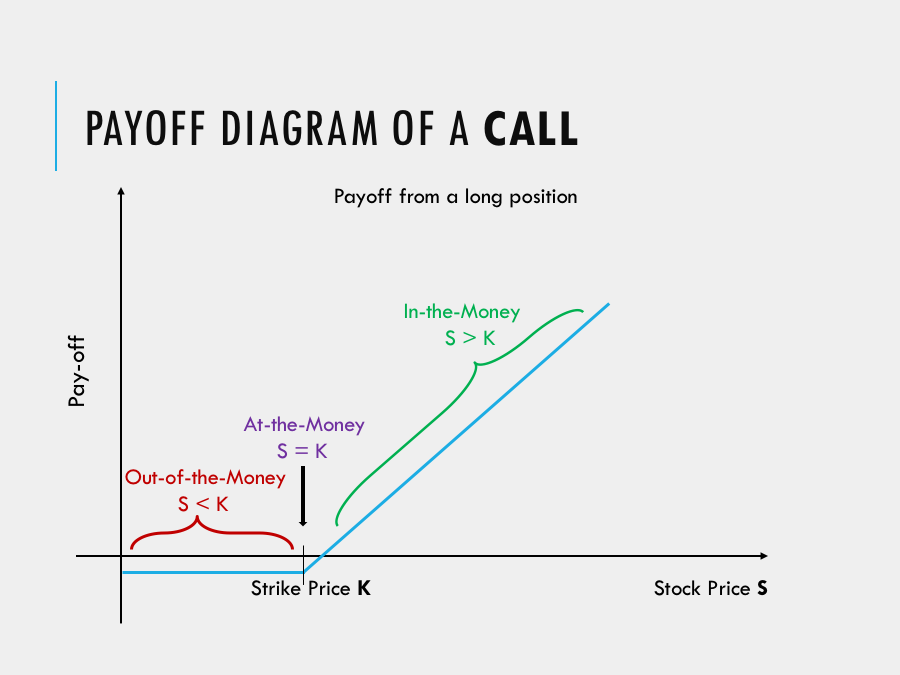 PAYOFF DIAGRAM OF A CALL
Payoff from a long position
In-the-Money
S > K
Pay-off
At-the-Money
S = K
Out-of-the-Money
S < K
Strike Price K
Stock Price S